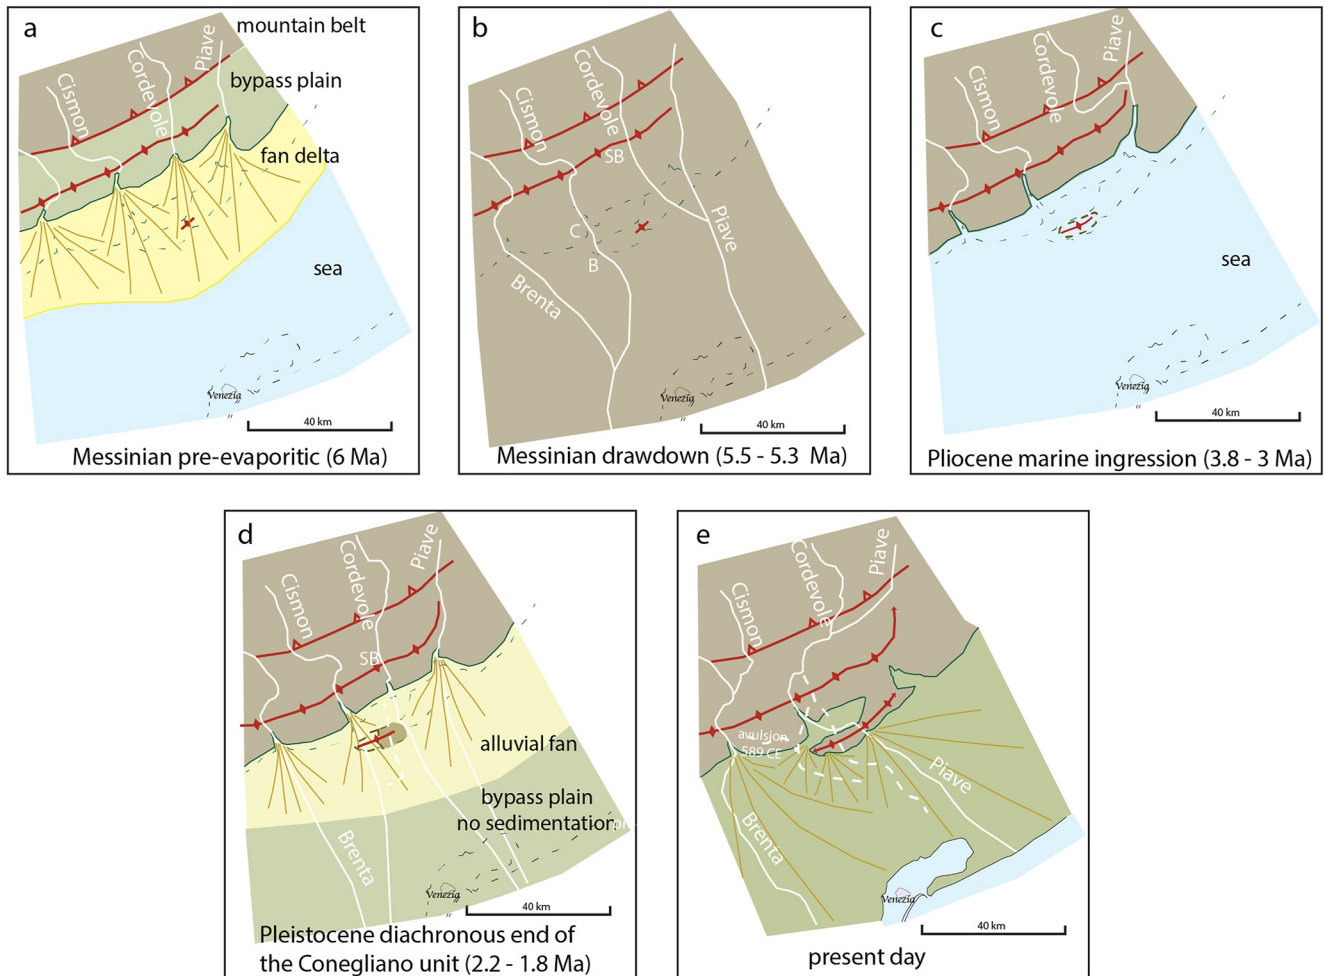 a
mountain belt
Piave
Cordevole
bypass plain
Cismon
fan delta
sea
Venezia
40 km
Messinian pre-evaporitic (6 Ma)
b
Piave
Cordevole
Cismon
SB
C
Piave
B
Brenta
Venezia
40 km
Messinian drawdown (5.5 - 5.3 Ma)
c
Piave
Cordevole
Cismon
sea
Venezia
40 km
Pliocene marine ingression (3.8 - 3 Ma)
d
Piave
Cordevole
Cismon
SB
alluvial fan
bypass plain
no sedimentation
Brenta
Venezia
40 km
Pleistocene diachronous end of
the Conegliano unit (2.2 - 1.8 Ma)
e
Piave
Cordevole
Cismon
avulsion
589 CE
Piave
Brenta
Venezia
40 km
present day